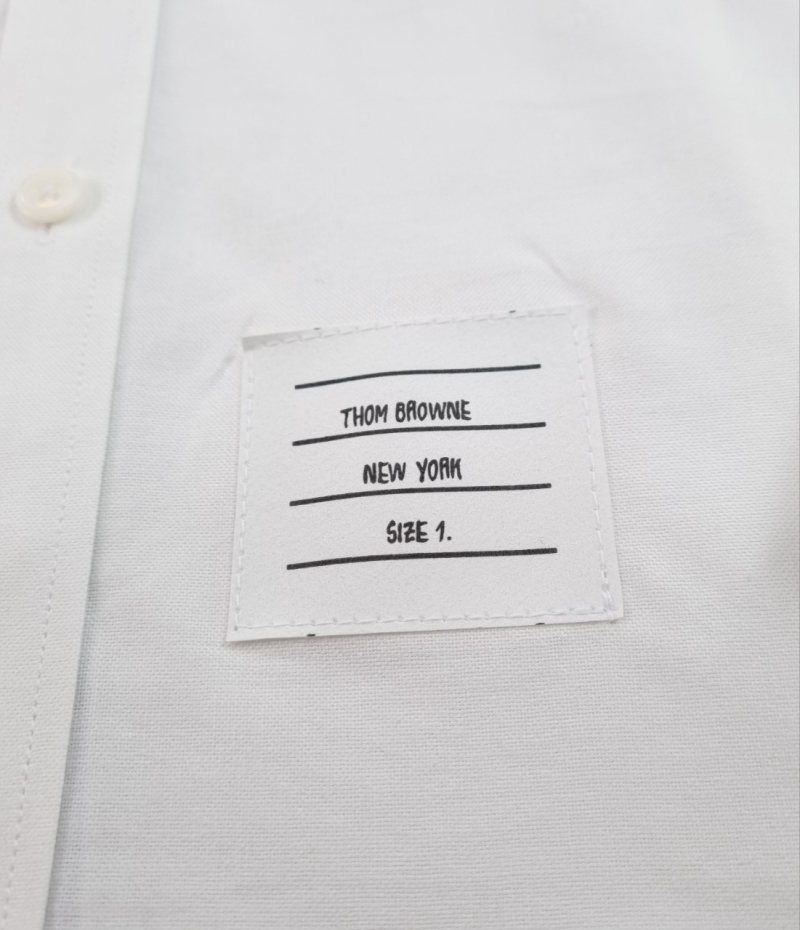 THOM BROWNE
NEW YORK
SIZE 1.